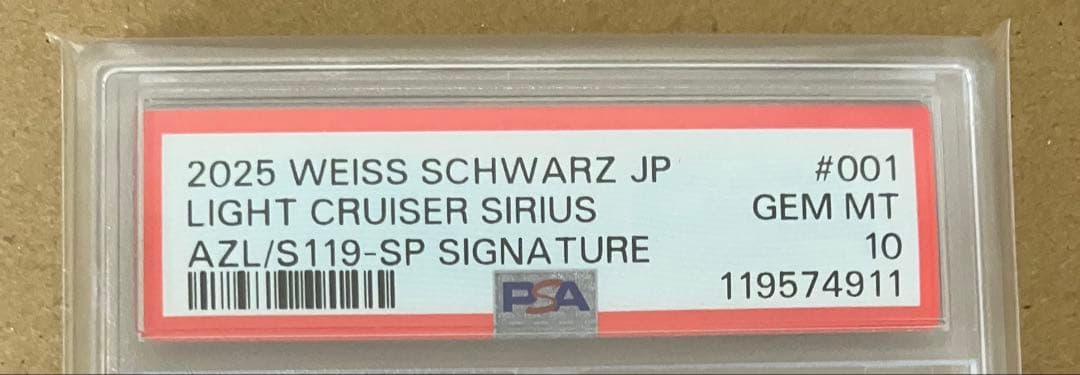 2025 WEISS SCHWARZ JP #001
LIGHT CRUISER SIRIUS GEM MT
AZL/S119-SP SIGNATURE 10
PSA 119574911